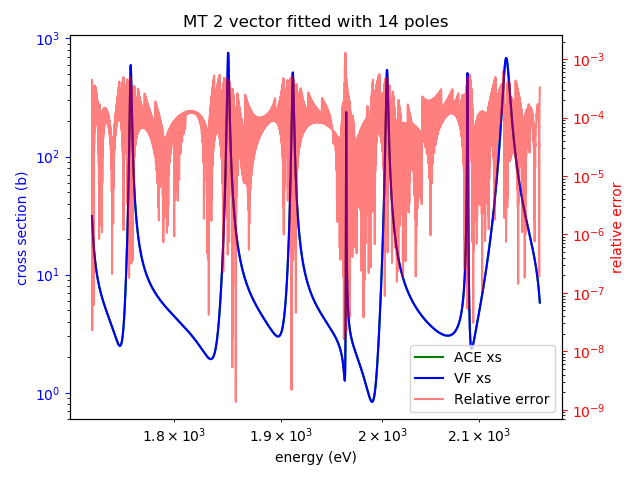 MT 2 vector fitted with 14 poles
10³
10²
10¹
10⁰
cross section (b)
10⁻³
10⁻⁴
10⁻⁵
10⁻⁶
10⁻⁷
10⁻⁸
10⁻⁹
relative error
ACE xs
VF xs
Relative error
1.8 × 10³
1.9 × 10³
2 × 10³
2.1 × 10³
energy (eV)